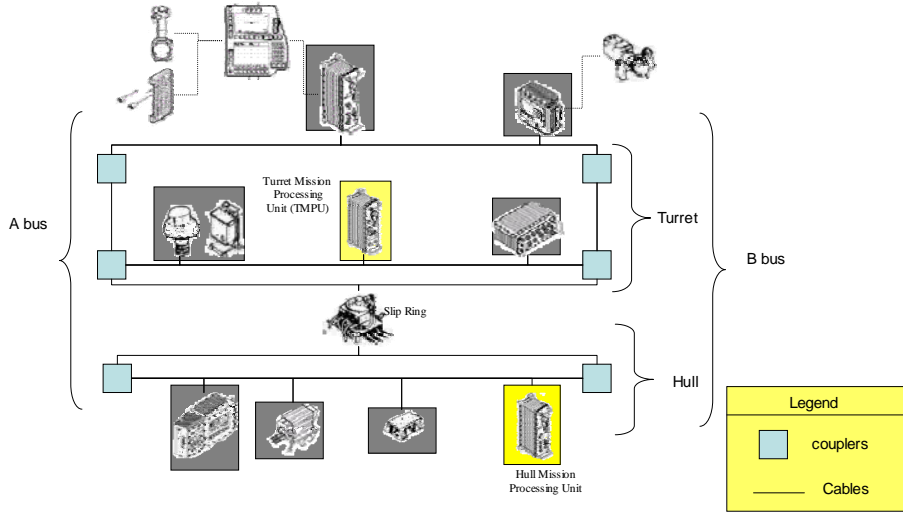 Turret Mission
Processing
Unit (TMPU)
A bus
Turret
B bus
Slip Ring
Hull
Legend
couplers
Cables
Hull Mission
Processing Unit